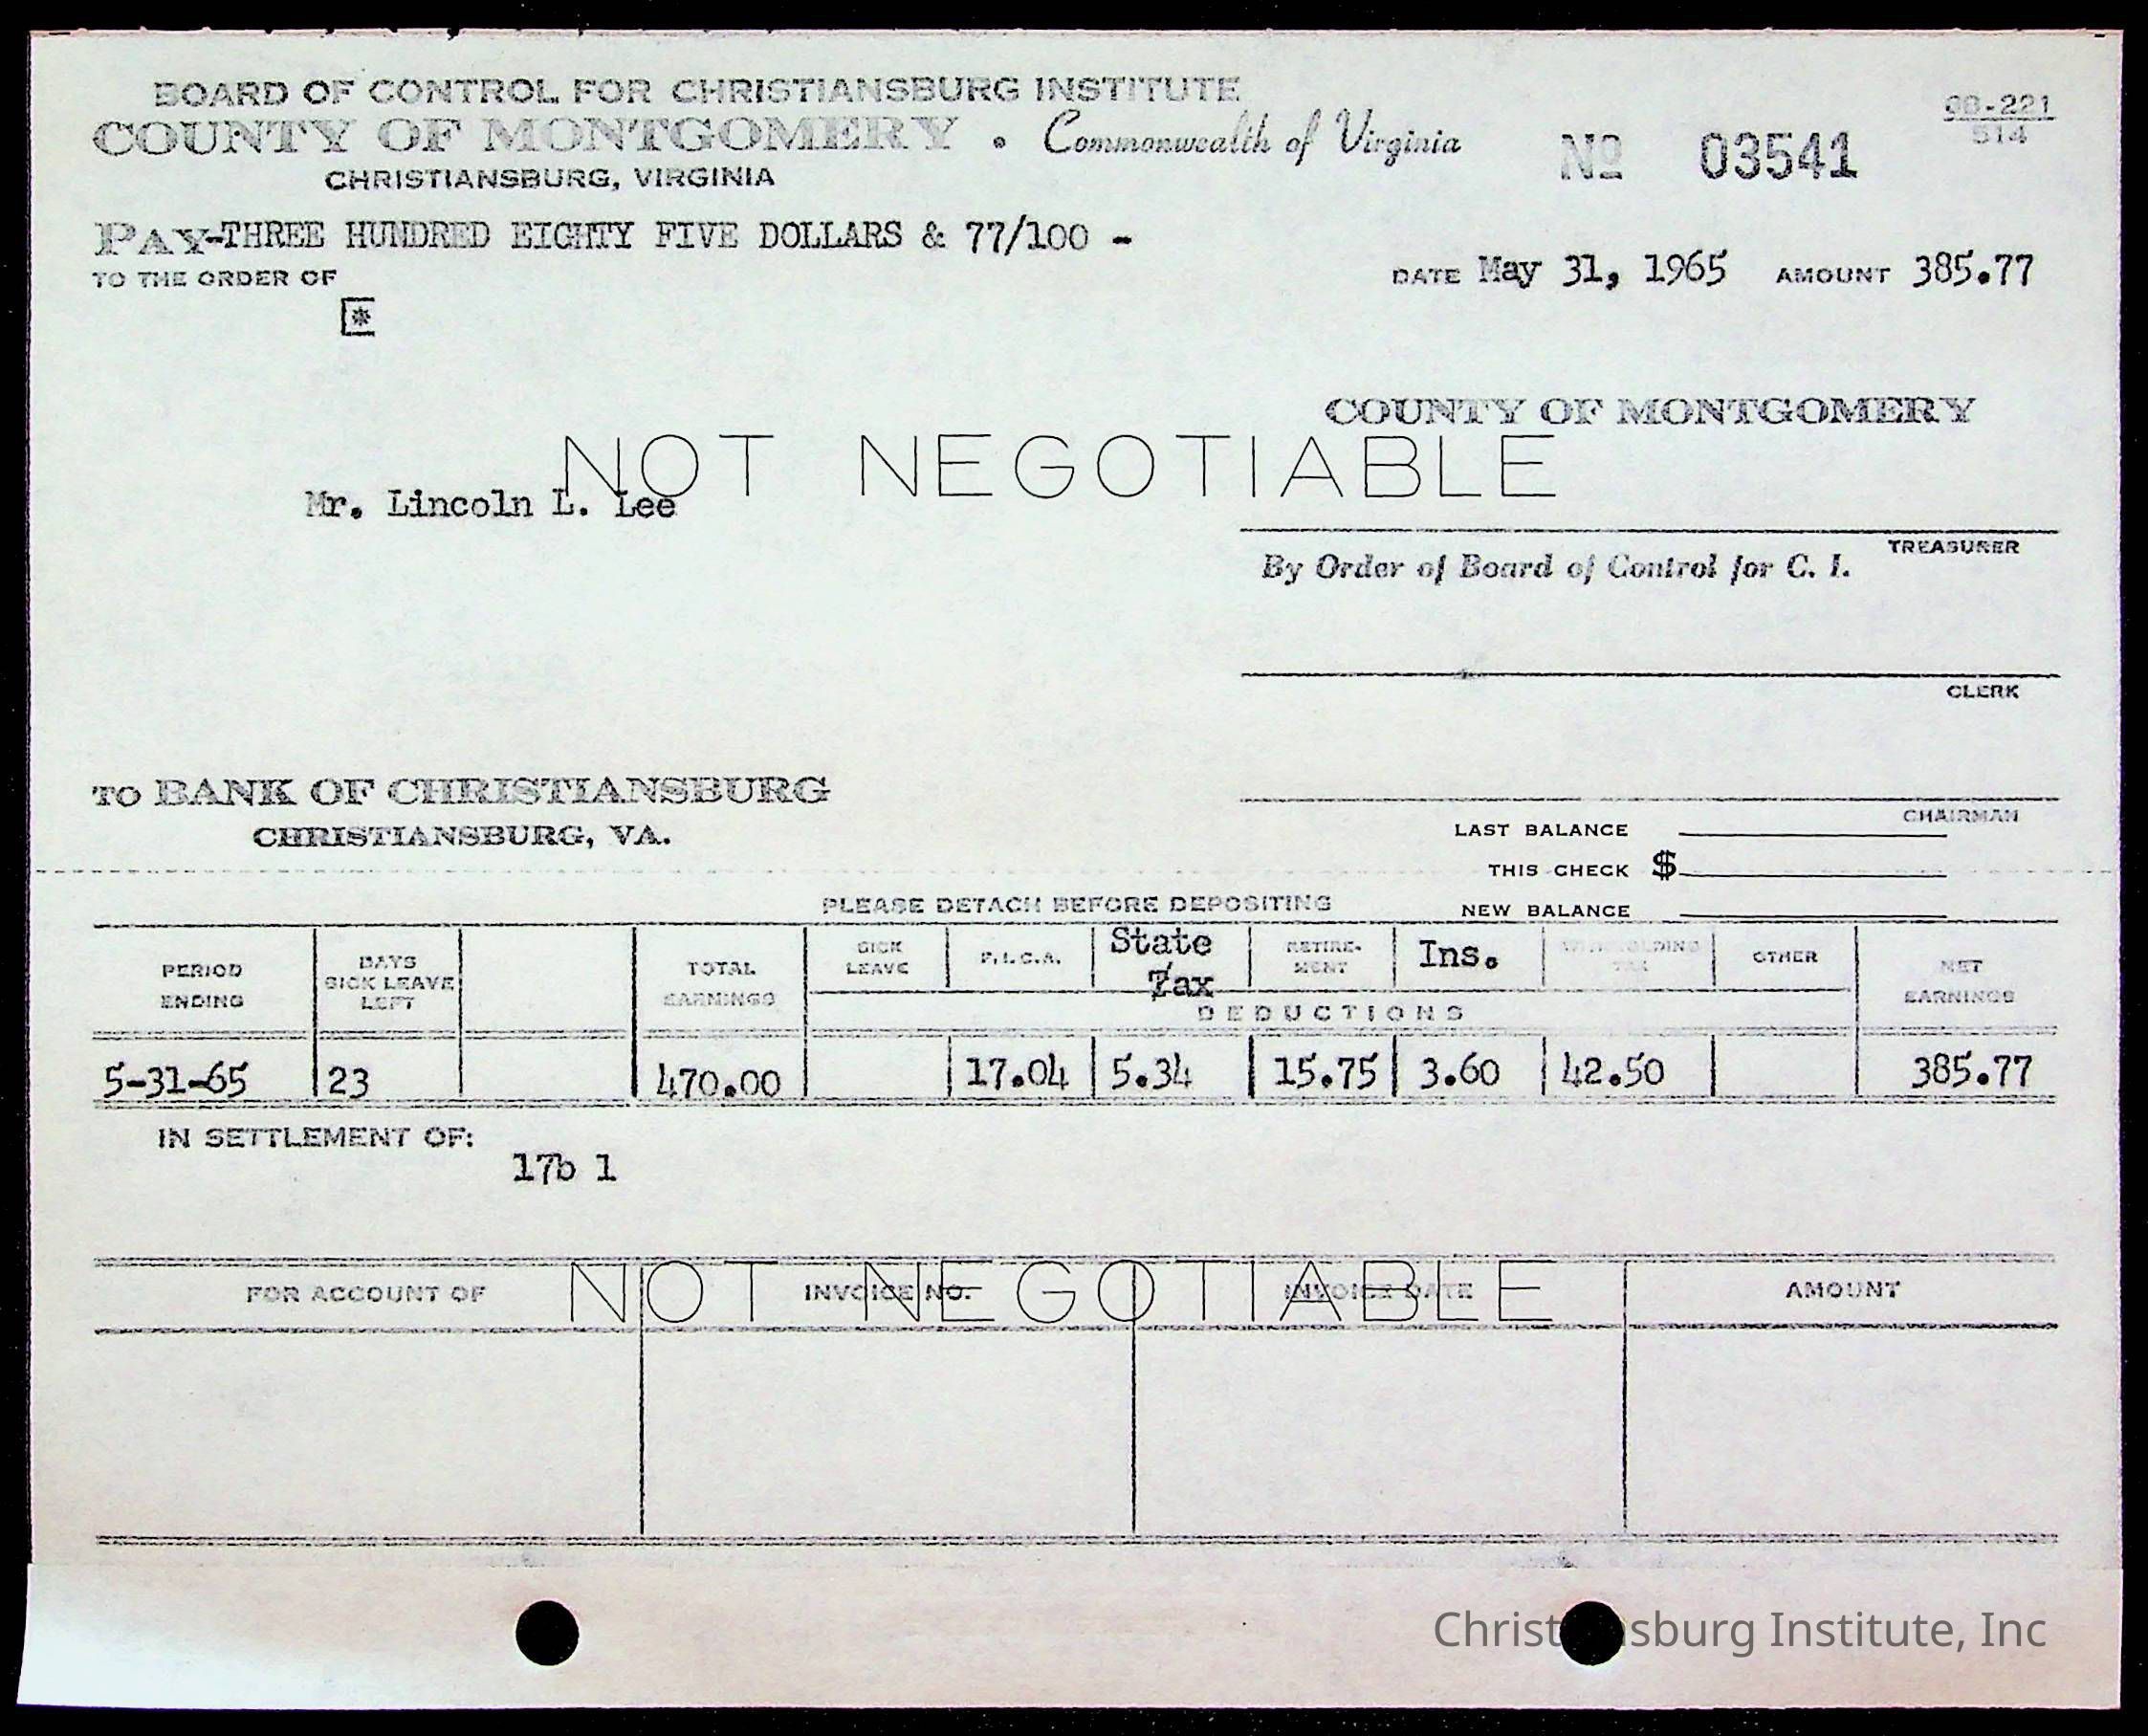 BOARD OF CONTROL FOR CHRISTIANSBURG INSTITUTE
COUNTY OF MONTGOMERY • Commonwealth of Virginia
CHRISTIANSBURG, VIRGINIA
Nº 03541
-221
514
PAY-THREE HUNDRED EIGHTY FIVE DOLLARS & 77/100 -
TO THE ORDER OF
DATE May 31, 1965 AMOUNT 385.77
*
COUNTY OF MONTGOMERY
NOT NEGOTIABLE
Mr. Lincoln L. Lee
TREASURER
By Order of Board of Control for C. I.
CLERK
TO BANK OF CHRISTIANSBURG
CHRISTIANSBURG, VA.
CHAIRMAN
LAST BALANCE
THIS CHECK $
NEW BALANCE
PLEASE DETACH BEFORE DEPOSITING
PERIOD ENDING
DAYS SICK LEAVE LEFT
TOTAL EARNINGS
SICK LEAVE
F.I.C.A.
State Tax
RETIRE-MENT
Ins.
WITHHOLDING TAX
OTHER
NET EARNINGS
DEDUCTIONS
5-31-65 23 470.00 17.04 5.34 15.75 3.60 42.50 385.77
IN SETTLEMENT OF:
17b 1
FOR ACCOUNT OF INVOICE NO. INVOICE DATE AMOUNT
NOT NEGOTIABLE
Christ sburg Institute, Inc